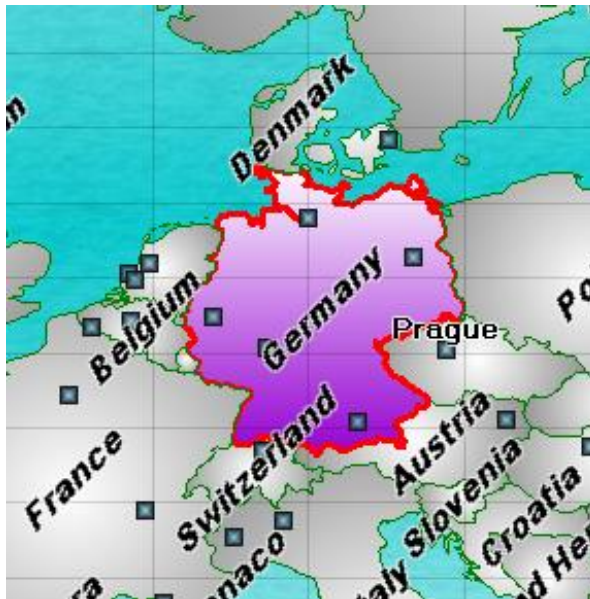 Denmark
Belgium
Germany
Prague
France
Switzerland
Austria
Slovenia
Croatia